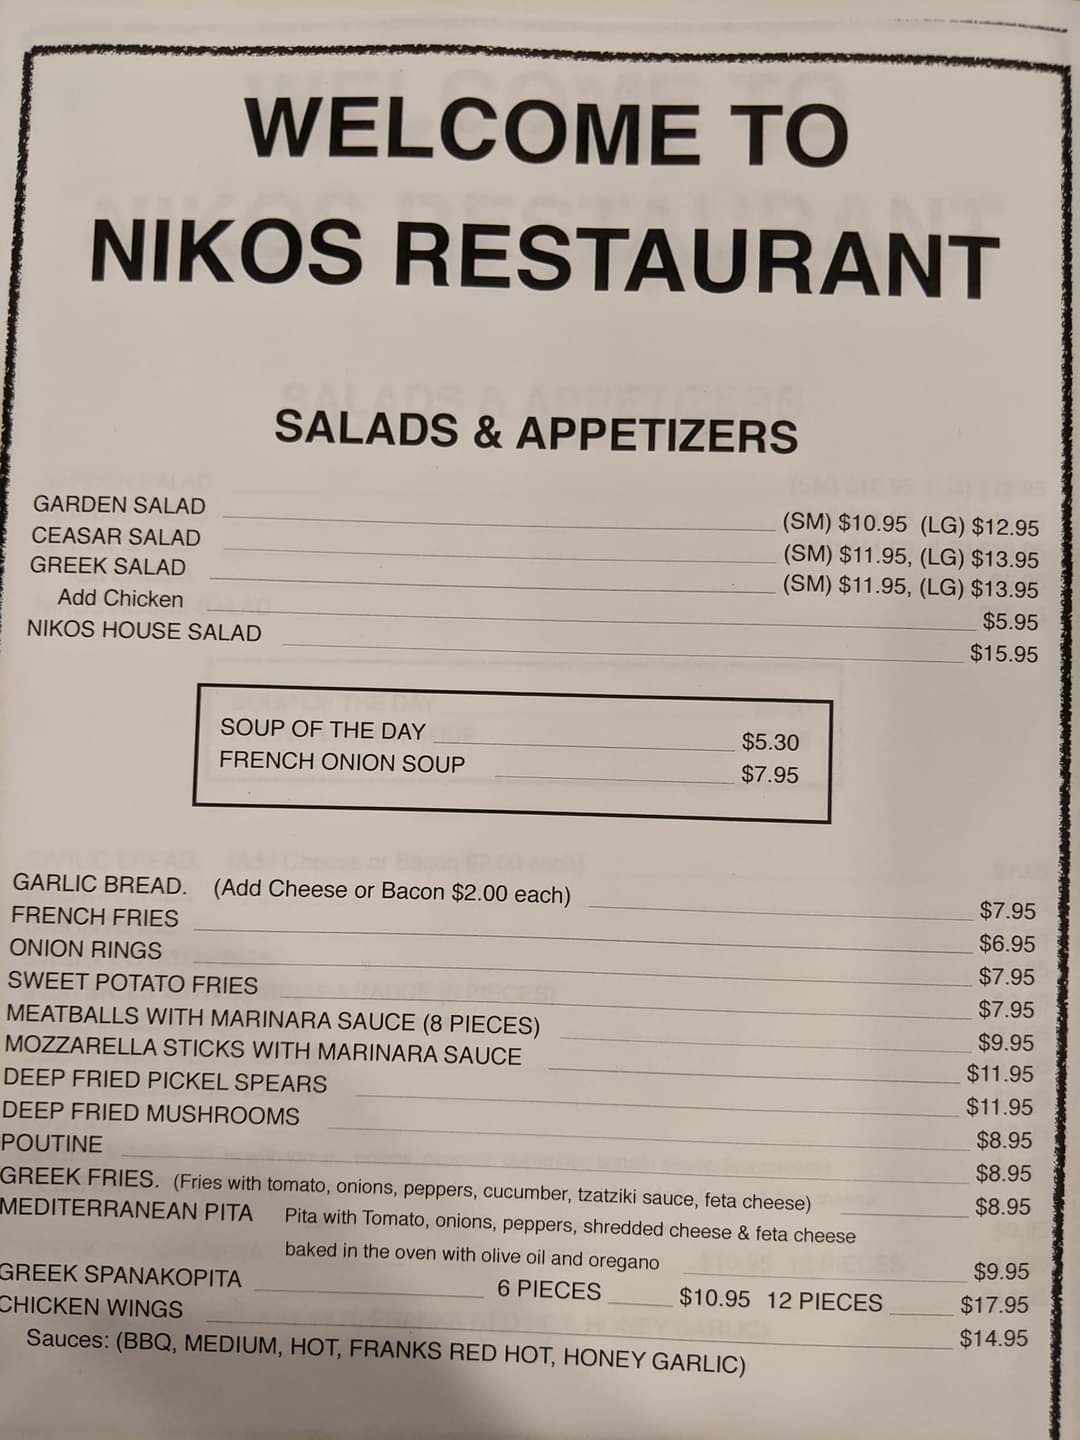 WELCOME TO
NIKOS RESTAURANT
SALADS & APPETIZERS
GARDEN SALAD (SM) $10.95 (LG) $12.95
CEASAR SALAD (SM) $11.95, (LG) $13.95
GREEK SALAD (SM) $11.95, (LG) $13.95
Add Chicken $5.95
NIKOS HOUSE SALAD $15.95
SOUP OF THE DAY $5.30
FRENCH ONION SOUP $7.95
GARLIC BREAD. (Add Cheese or Bacon $2.00 each) $7.95
FRENCH FRIES $6.95
ONION RINGS $7.95
SWEET POTATO FRIES $7.95
MEATBALLS WITH MARINARA SAUCE (8 PIECES) $9.95
MOZZARELLA STICKS WITH MARINARA SAUCE $11.95
DEEP FRIED PICKEL SPEARS $11.95
DEEP FRIED MUSHROOMS $8.95
POUTINE $8.95
GREEK FRIES. (Fries with tomato, onions, peppers, cucumber, tzatziki sauce, feta cheese) $8.95
MEDITERRANEAN PITA Pita with Tomato, onions, peppers, shredded cheese & feta cheese
baked in the oven with olive oil and oregano $9.95
GREEK SPANAKOPITA 6 PIECES $10.95 12 PIECES $17.95
CHICKEN WINGS $14.95
Sauces: (BBQ, MEDIUM, HOT, FRANKS RED HOT, HONEY GARLIC)